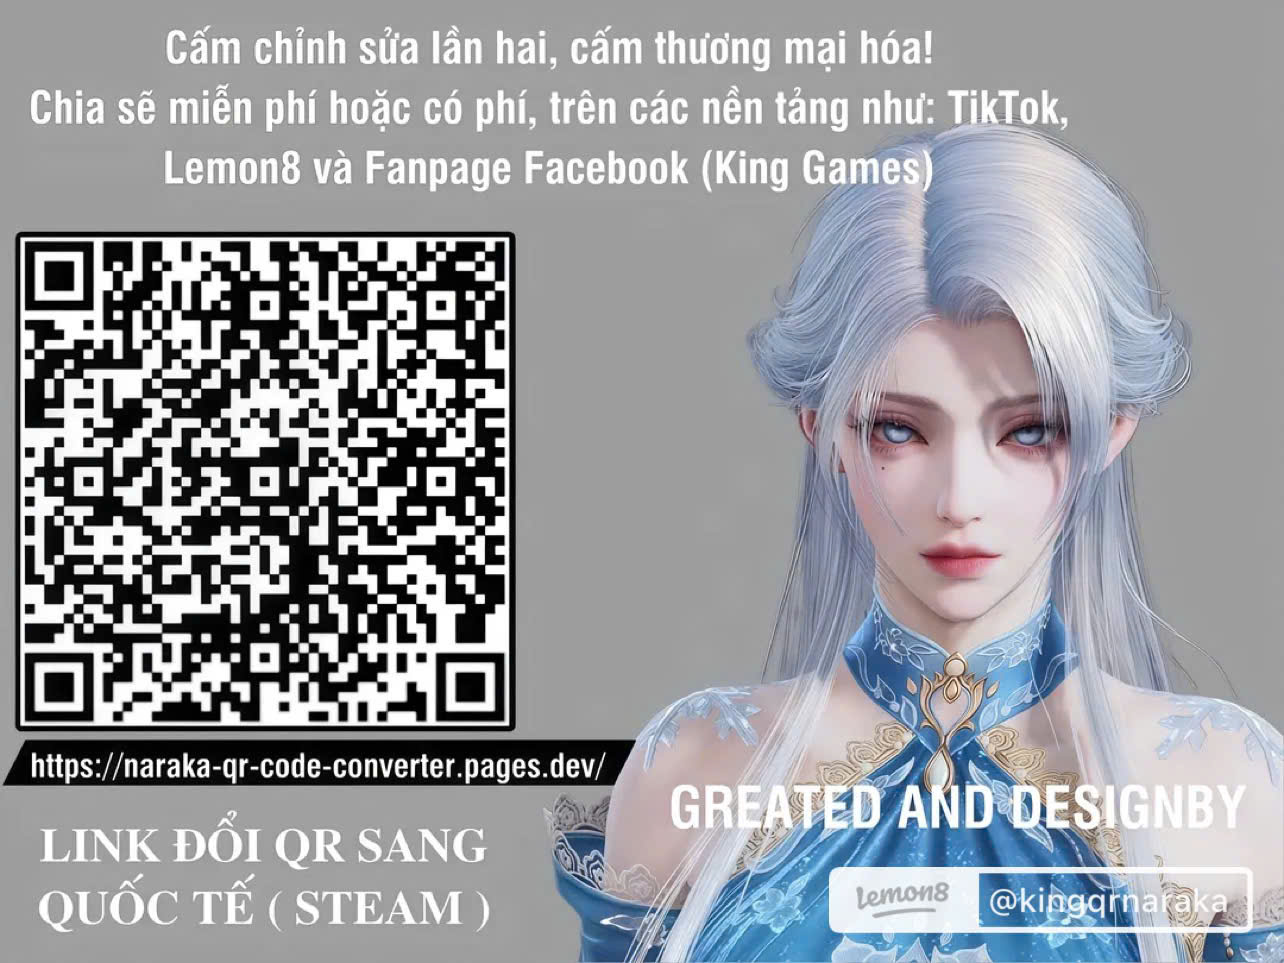 Cấm chỉnh sửa lần hai, cấm thương mại hóa!
Chia sẽ miễn phí hoặc có phí, trên các nền tảng như: TikTok,
Lemon8 và Fanpage Facebook (King Games)
https://naraka-qr-code-converter.pages.dev/
LINK ĐỔI QR SANG
QUỐC TẾ ( STEAM )
GREATED AND DESIGNBY
Lemon8 @kingqrnaraka